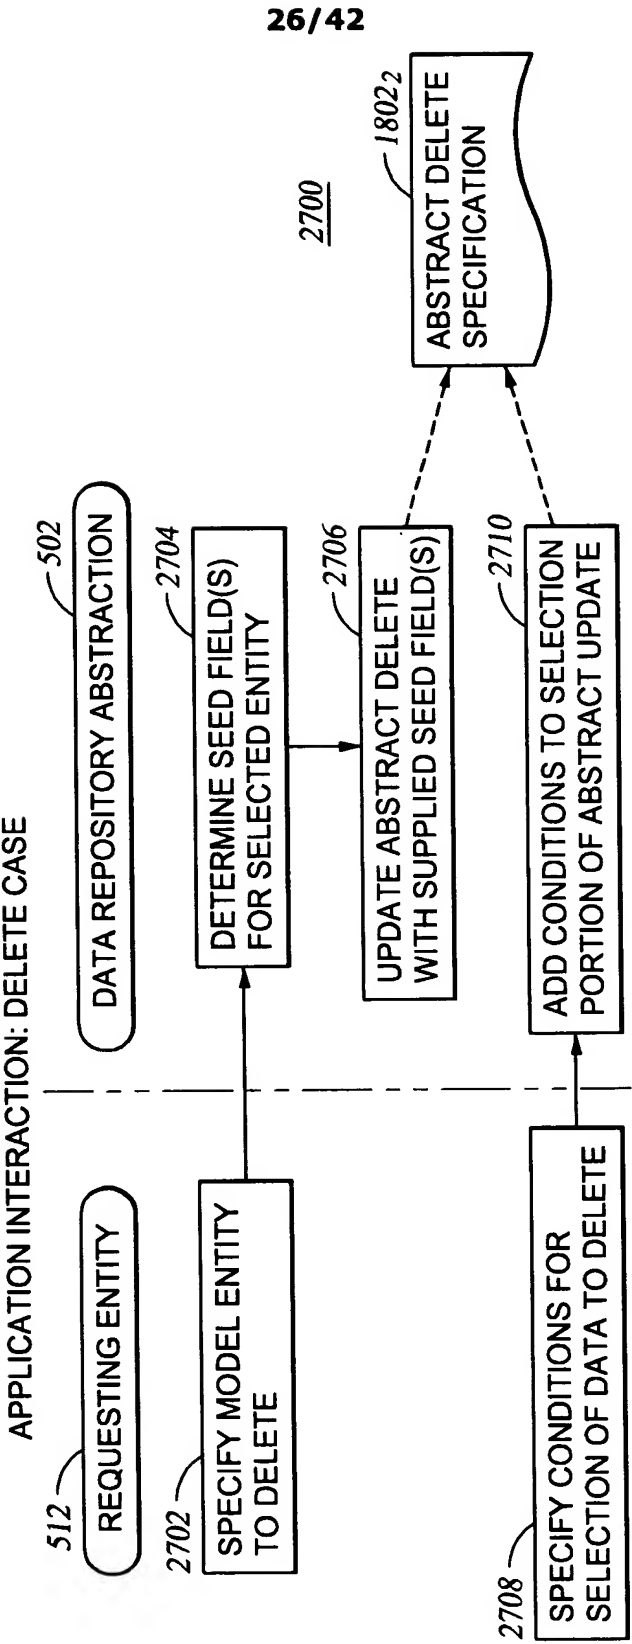 26/42
APPLICATION INTERACTION: DELETE CASE
512
REQUESTING ENTITY
502
DATA REPOSITORY ABSTRACTION
2702
SPECIFY MODEL ENTITY
TO DELETE
2704
DETERMINE SEED FIELD(S)
FOR SELECTED ENTITY
2700
2706
UPDATE ABSTRACT DELETE
WITH SUPPLIED SEED FIELD(S)
1802₂
ABSTRACT DELETE
SPECIFICATION
2708
SPECIFY CONDITIONS FOR
SELECTION OF DATA TO DELETE
2710
ADD CONDITIONS TO SELECTION
PORTION OF ABSTRACT UPDATE